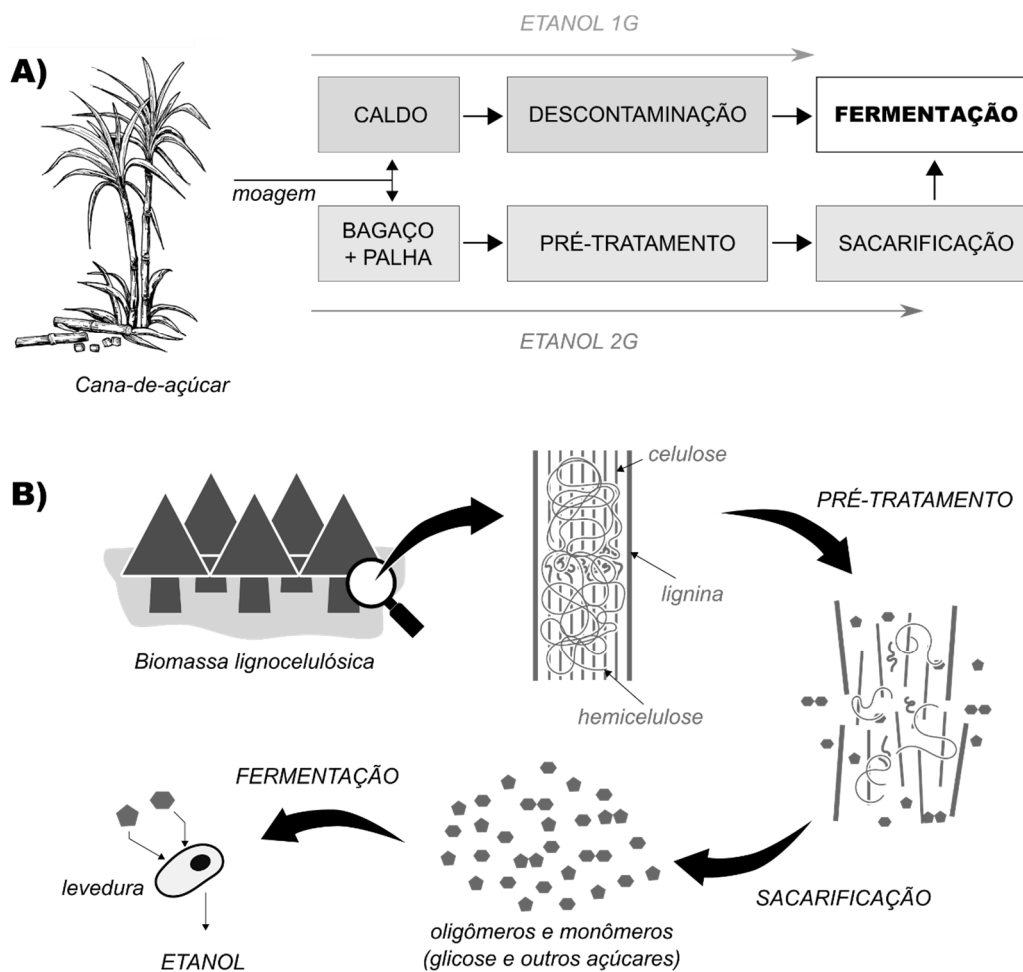 ETANOL 1G
A)
CALDO
DESCONTAMINAÇÃO
FERMENTAÇÃO
moagem
BAGAÇO
+ PALHA
PRÉ-TRATAMENTO
SACARIFICAÇÃO
ETANOL 2G
Cana-de-açúcar
B)
celulose
PRÉ-TRATAMENTO
lignina
Biomassa lignocelulósica
hemicelulose
FERMENTAÇÃO
levedura
SACARIFICAÇÃO
oligômeros e monômeros
(glicose e outros açúcares)
ETANOL